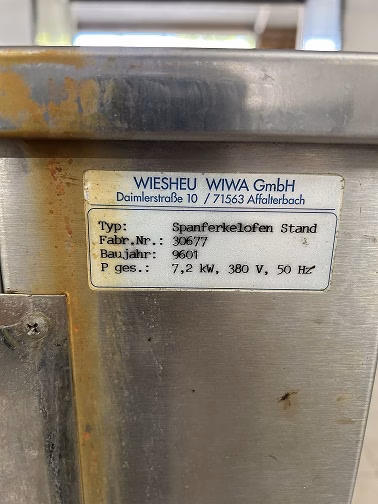 WIESHEU WIWA GmbH
Daimlerstraße 10 / 71563 Affalterbach
Typ: Spanferkelofen Stand
Fabr.Nr.: 30677
Baujahr: 9601
P ges.: 7,2 kW, 380 V, 50 Hz